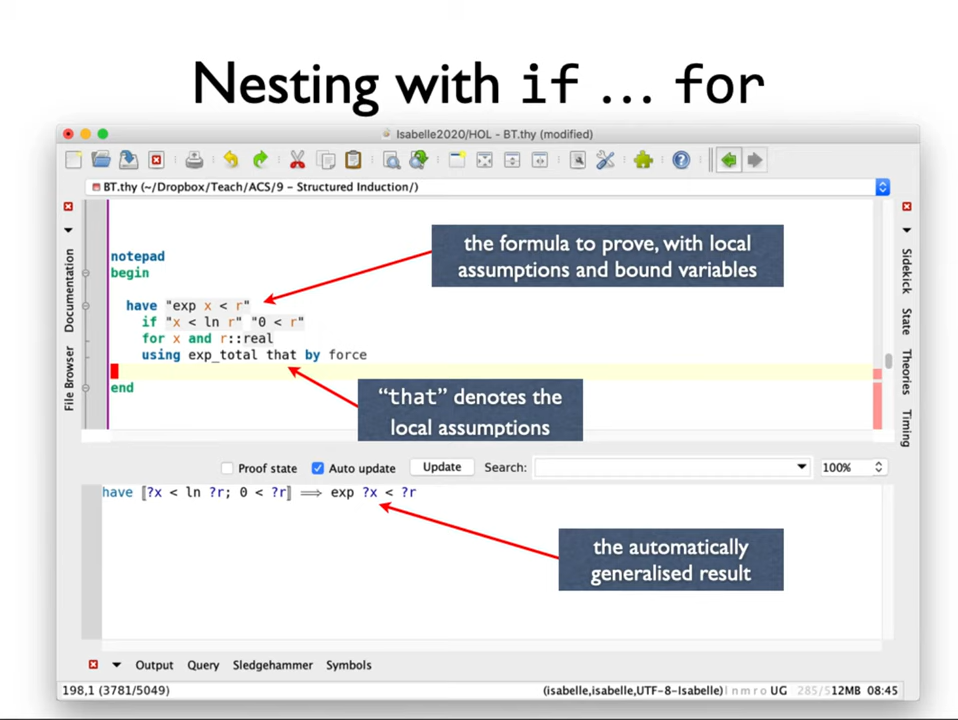 Nesting with if … for
Isabelle2020/HOL - BT.thy (modified)
BT.thy (~/Dropbox/Teach/ACS/9 - Structured Induction/)
the formula to prove, with local
assumptions and bound variables
notepad
begin
have "exp x < r"
if "x < ln r" "0 < r"
for x and r::real
using exp_total that by force
end
“that” denotes the
local assumptions
File Browser
Documentation
Sidekick
State
Theories
Timing
Proof state
Auto update
Update
Search:
100%
have ⟦?x < ln ?r; 0 < ?r⟧ ⟹ exp ?x < ?r
the automatically
generalised result
Output Query Sledgehammer Symbols
198,1 (3781/5049)
(isabelle,isabelle,UTF-8-Isabelle) l n m r o UG 285/512MB 08:45